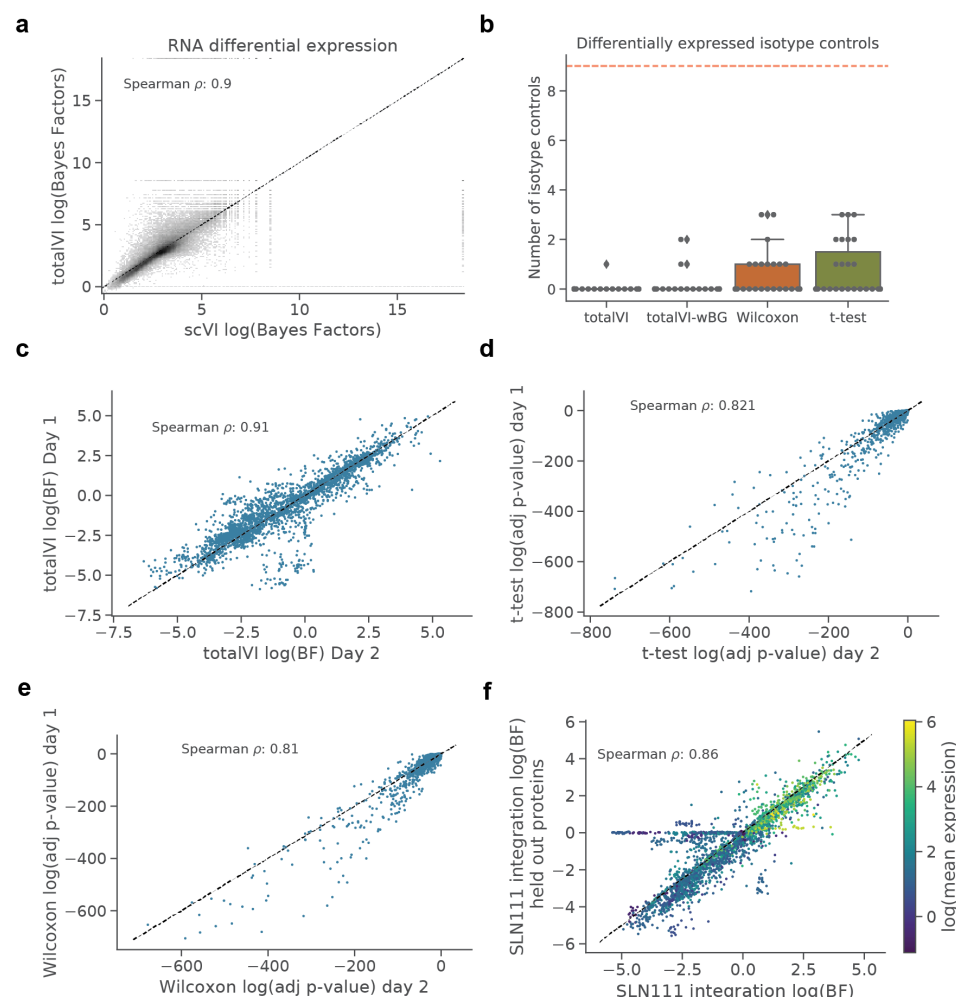 a
RNA differential expression
Spearman ρ: 0.9
totalVI log(Bayes Factors)
15
10
5
0
0
5
10
15
scVI log(Bayes Factors)
b
Differentially expressed isotype controls
Number of isotype controls
8
6
4
2
0
totalVI
totalVI-wBG
Wilcoxon
t-test
c
Spearman ρ: 0.91
totalVI log(BF) Day 1
5.0
2.5
0.0
−2.5
−5.0
−7.5
−7.5
−5.0
−2.5
0.0
2.5
5.0
totalVI log(BF) Day 2
d
Spearman ρ: 0.821
t-test log(adj p-value) day 1
0
−200
−400
−600
−800
−800
−600
−400
−200
0
t-test log(adj p-value) day 2
e
Spearman ρ: 0.81
Wilcoxon log(adj p-value) day 1
0
−200
−400
−600
−600
−400
−200
0
Wilcoxon log(adj p-value) day 2
f
Spearman ρ: 0.86
SLN111 integration log(BF)
held out proteins
6
4
2
0
−2
−4
−6
−5.0
−2.5
0.0
2.5
5.0
SLN111 integration log(BF)
6
4
2
0
log(mean expression)